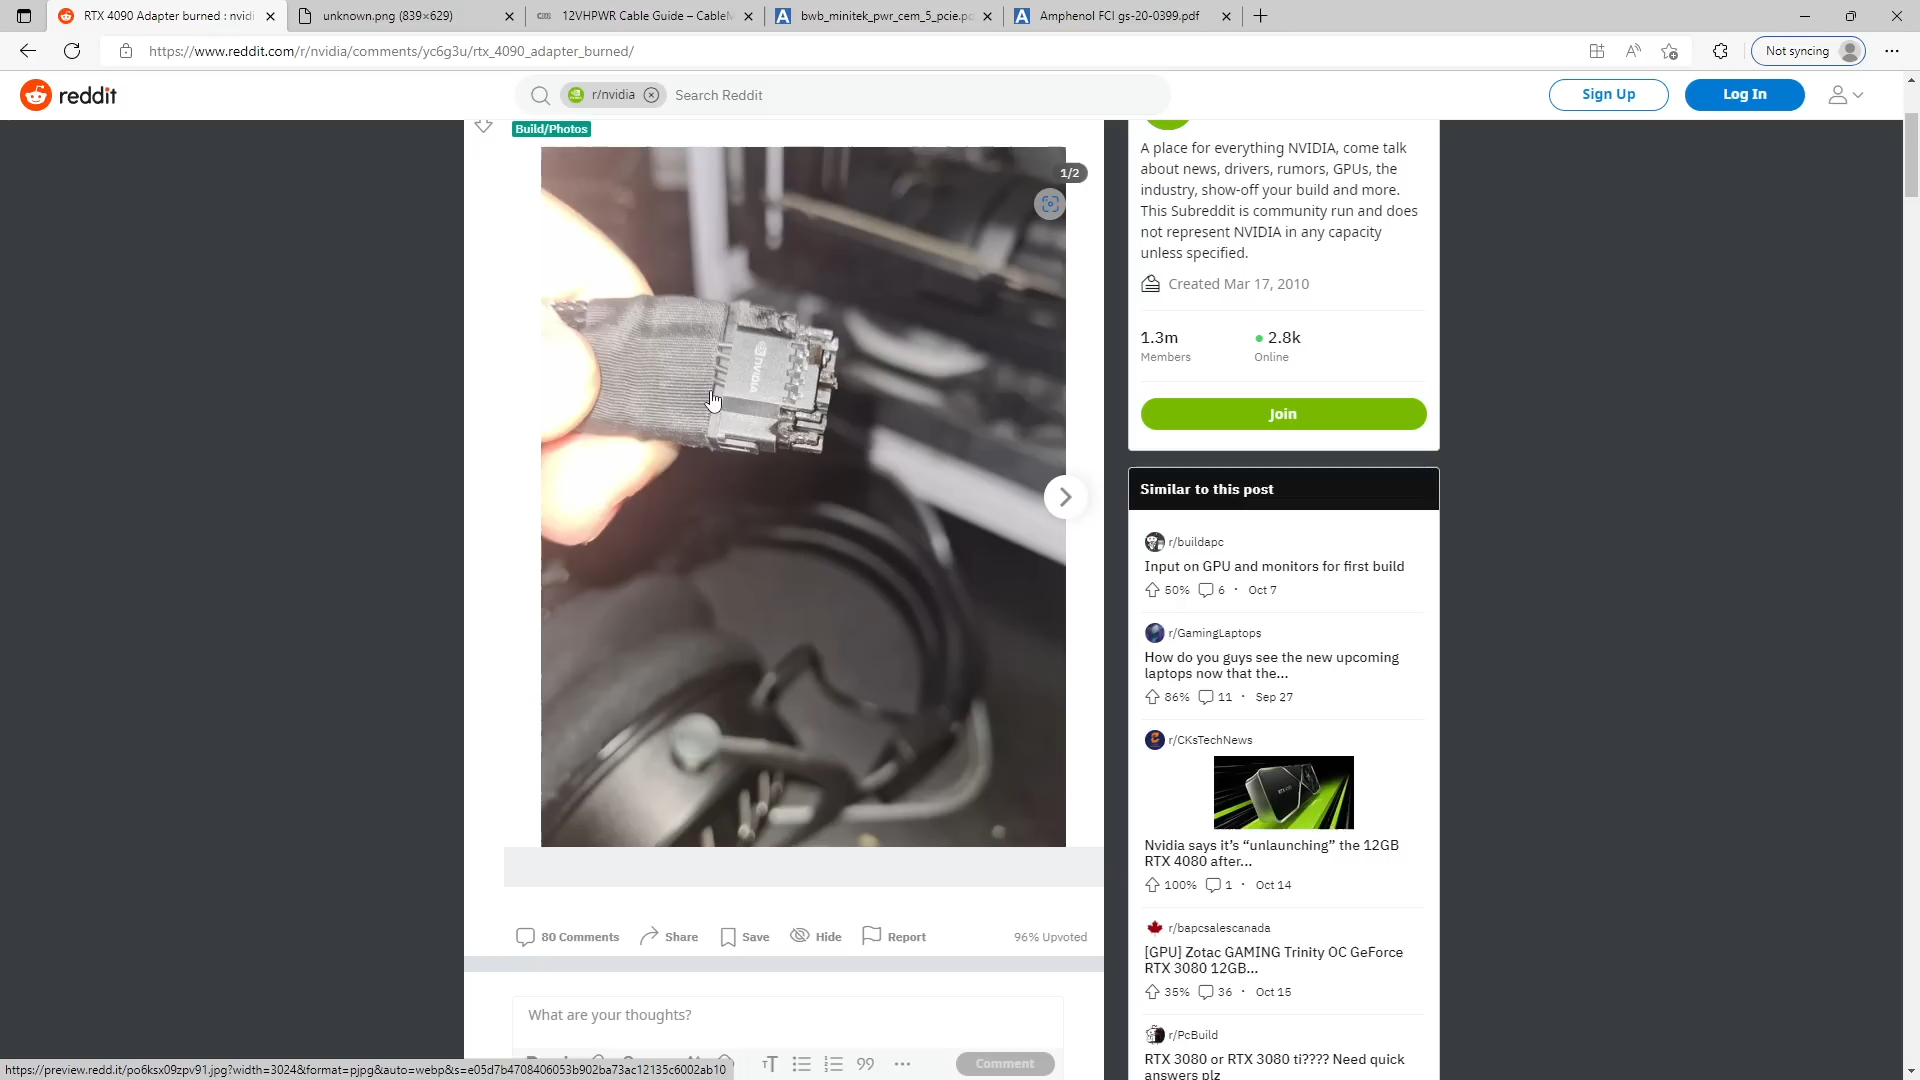 RTX 4090 Adapter burned : nvidi
unknown.png (839×629)
12VHPWR Cable Guide – CableM
bwb_minitek_pwr_cem_5_pcie.pd
Amphenol FCI gs-20-0399.pdf
https://www.reddit.com/r/nvidia/comments/yc6g3u/rtx_4090_adapter_burned/
Not syncing
reddit
r/nvidia
Search Reddit
Sign Up
Log In
Build/Photos
1/2
NVIDIA
80 Comments
Share
Save
Hide
Report
96% Upvoted
What are your thoughts?
Comment
A place for everything NVIDIA, come talk
about news, drivers, rumors, GPUs, the
industry, show-off your build and more.
This Subreddit is community run and does
not represent NVIDIA in any capacity
unless specified.
Created Mar 17, 2010
1.3m
Members
2.8k
Online
Join
Similar to this post
r/buildapc
Input on GPU and monitors for first build
50% 6 · Oct 7
r/GamingLaptops
How do you guys see the new upcoming
laptops now that the...
86% 11 · Sep 27
r/CKsTechNews
Nvidia says it’s “unlaunching” the 12GB
RTX 4080 after...
100% 1 · Oct 14
r/bapcsalescanada
[GPU] Zotac GAMING Trinity OC GeForce
RTX 3080 12GB...
35% 36 · Oct 15
r/PcBuild
RTX 3080 or RTX 3080 ti???? Need quick
answers plz
https://preview.redd.it/po6ksx09zpv91.jpg?width=3024&format=pjpg&auto=webp&s=e05d7b4708406053b902ba73ac12135c6002ab10